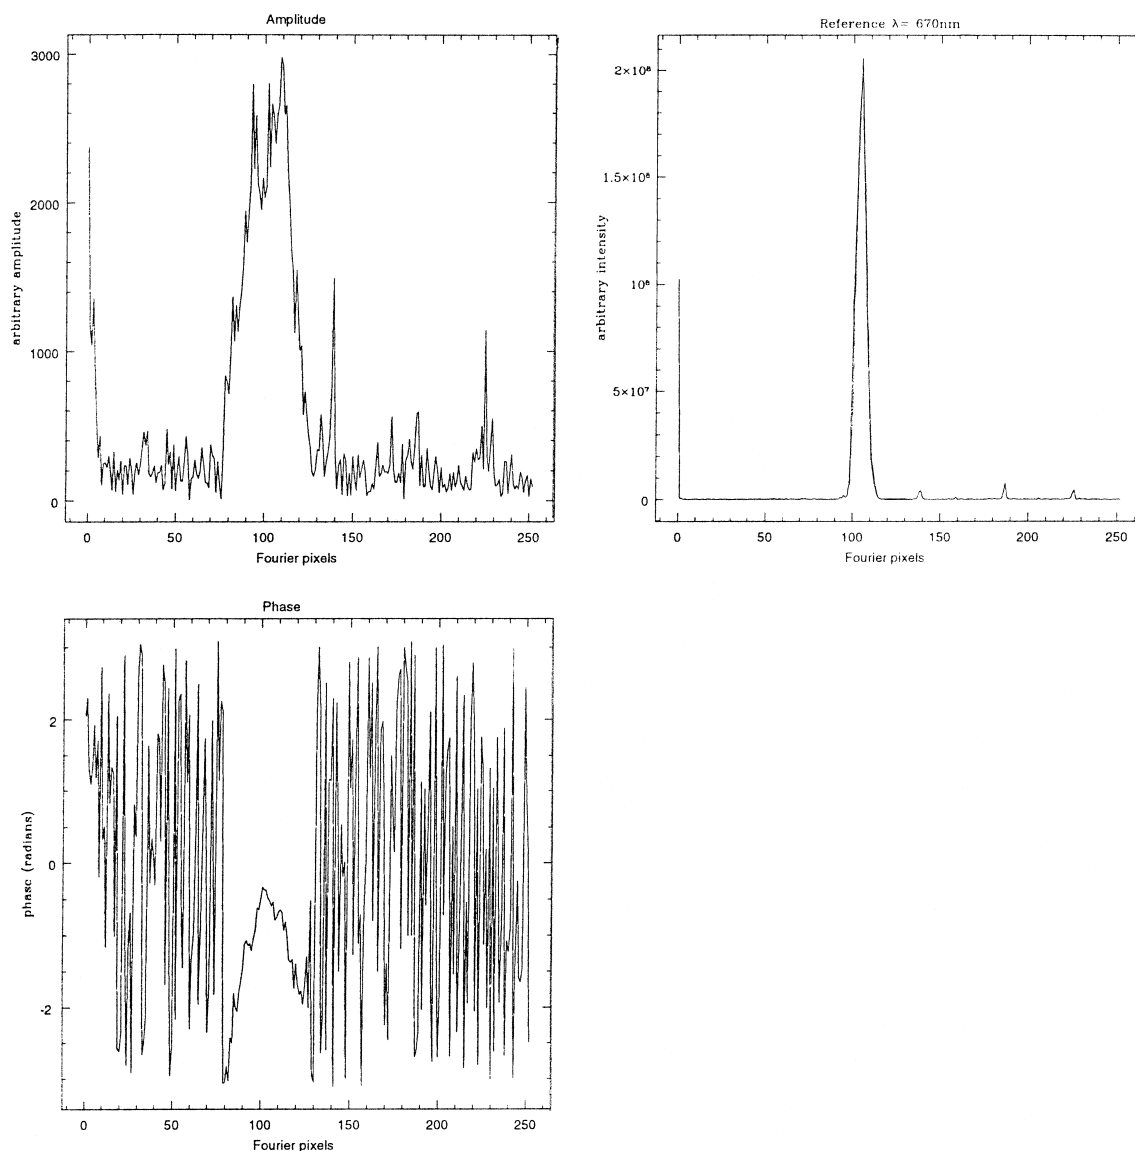 Amplitude
3000
2000
1000
0
arbitrary amplitude
0 50 100 150 200 250
Fourier pixels
Reference λ= 670nm
2×10⁸
1.5×10⁸
10⁸
5×10⁷
0
arbitrary intensity
0 50 100 150 200 250
Fourier pixels
Phase
2
0
-2
phase (radians)
0 50 100 150 200 250
Fourier pixels